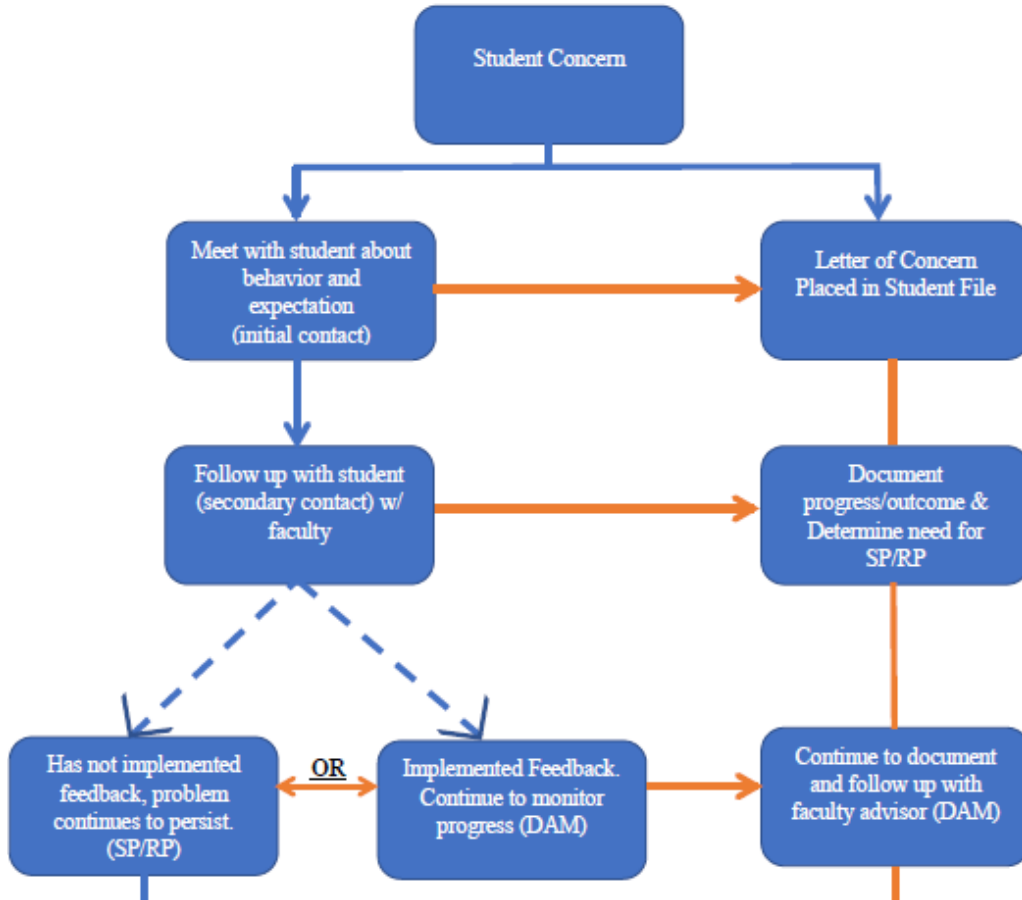 Student Concern
Meet with student about
behavior and
expectation
(initial contact)
Letter of Concern
Placed in Student File
Follow up with student
(secondary contact) w/
faculty
Document
progress/outcome &
Determine need for
SP/RP
Has not implemented
feedback, problem
continues to persist.
(SP/RP)
OR
Implemented Feedback.
Continue to monitor
progress (DAM)
Continue to document
and follow up with
faculty advisor (DAM)